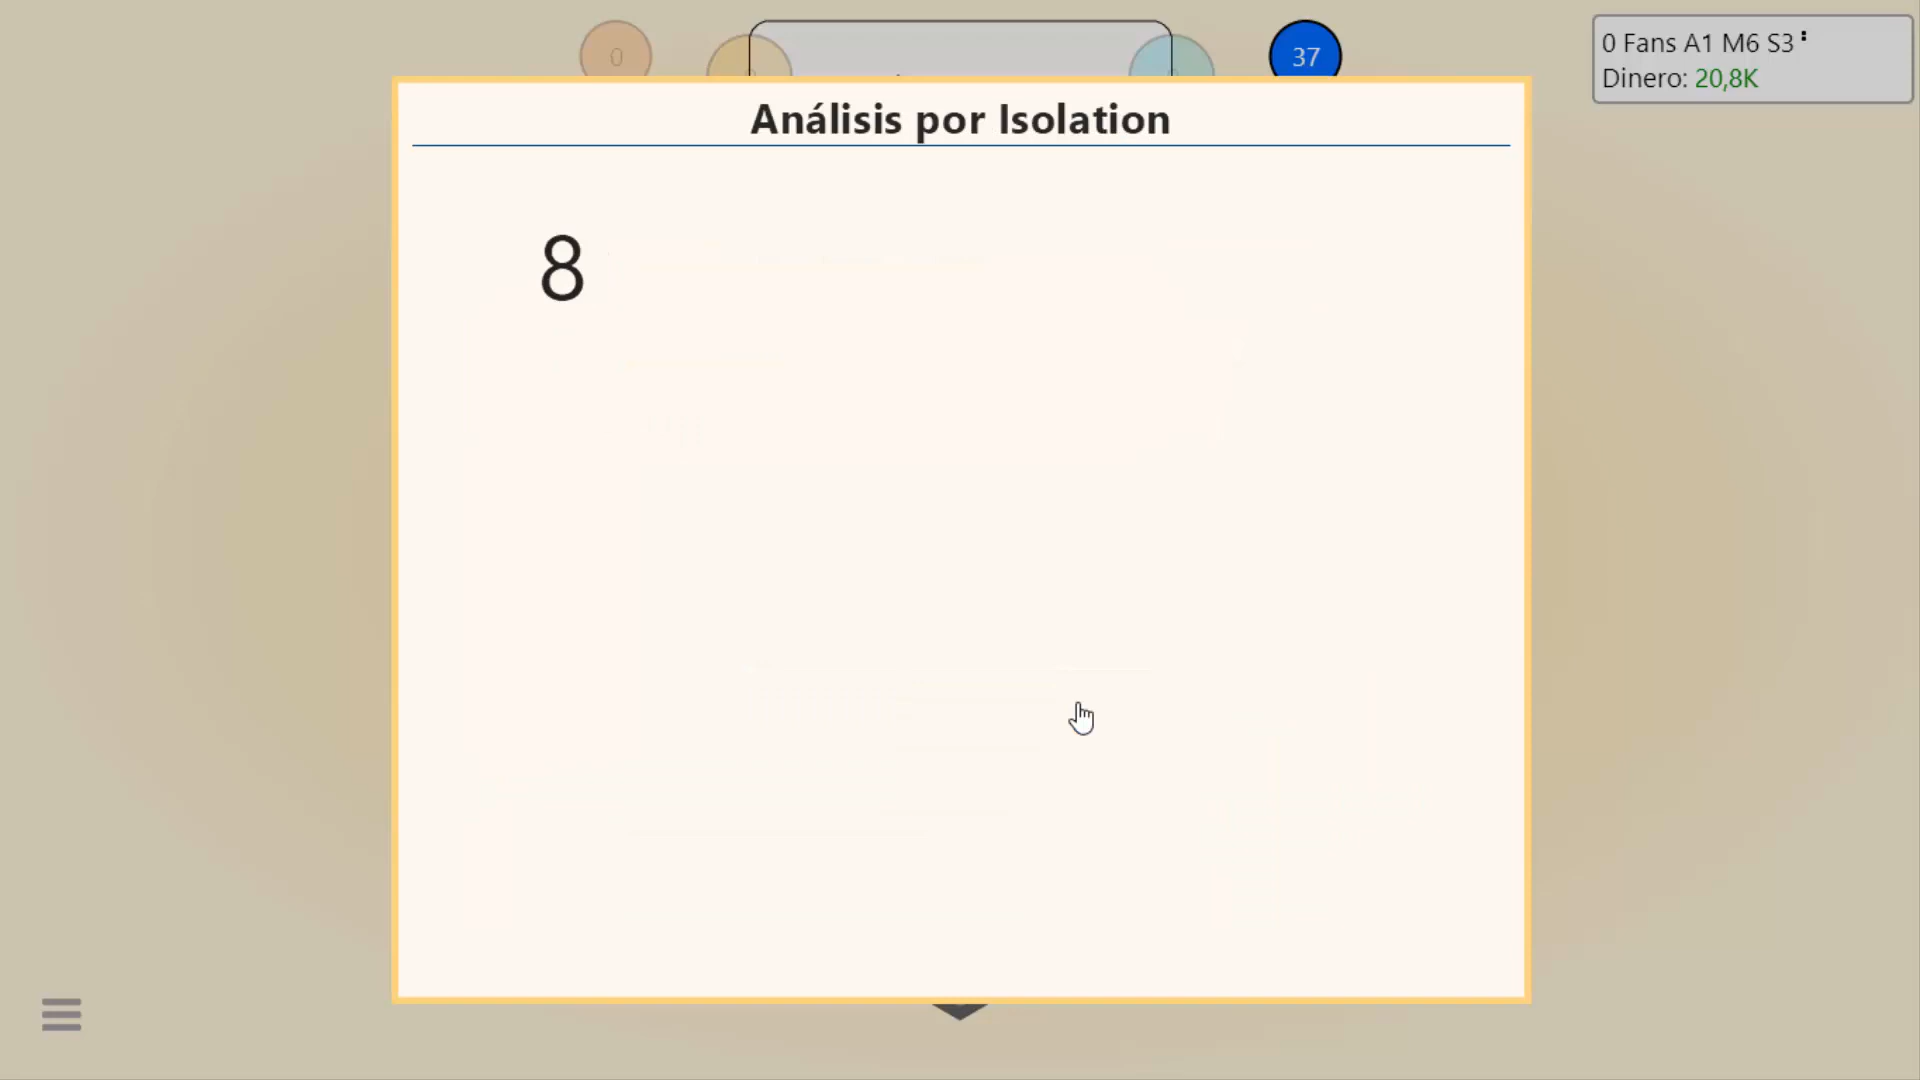 0
37
0 Fans A1 M6 S3
Dinero: 20,8K
Análisis por Isolation
8